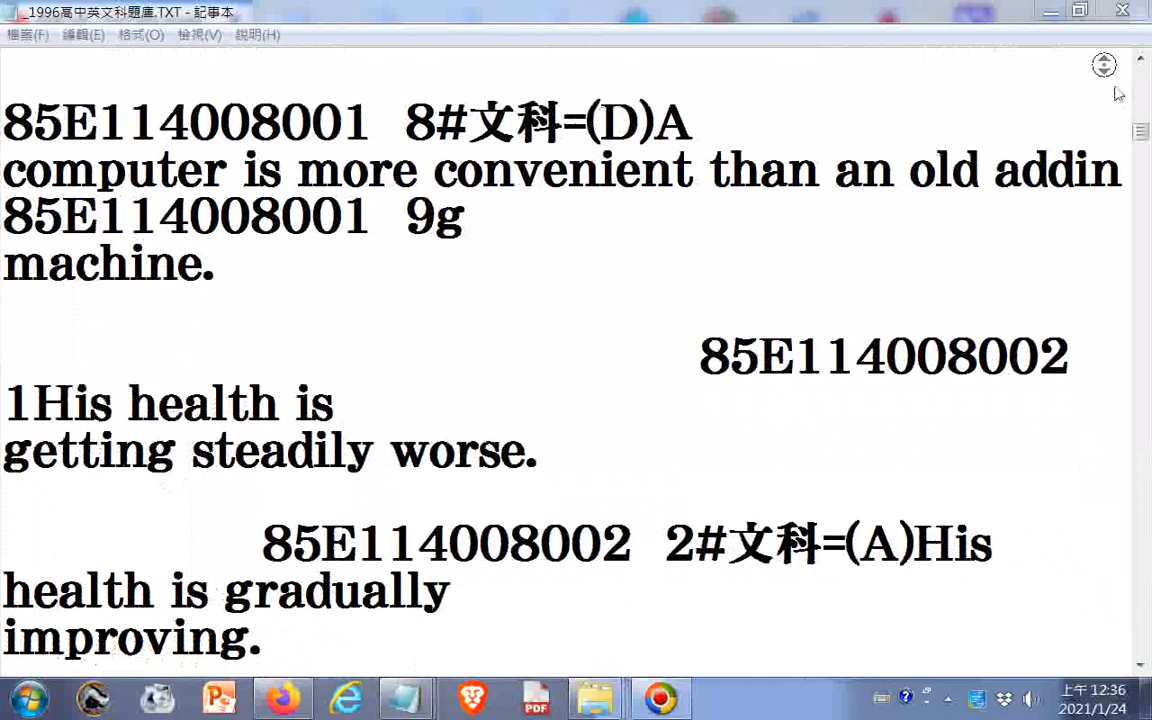 _1996高中英文科題庫.TXT - 記事本
檔案(F) 編輯(E) 格式(O) 檢視(V) 說明(H)
85E114008001 8#文科=(D)A
computer is more convenient than an old addin
85E114008001 9g
machine.
85E114008002
1His health is
getting steadily worse.
85E114008002 2#文科=(A)His
health is gradually
improving.
PDF
上午 12:36
2021/1/24